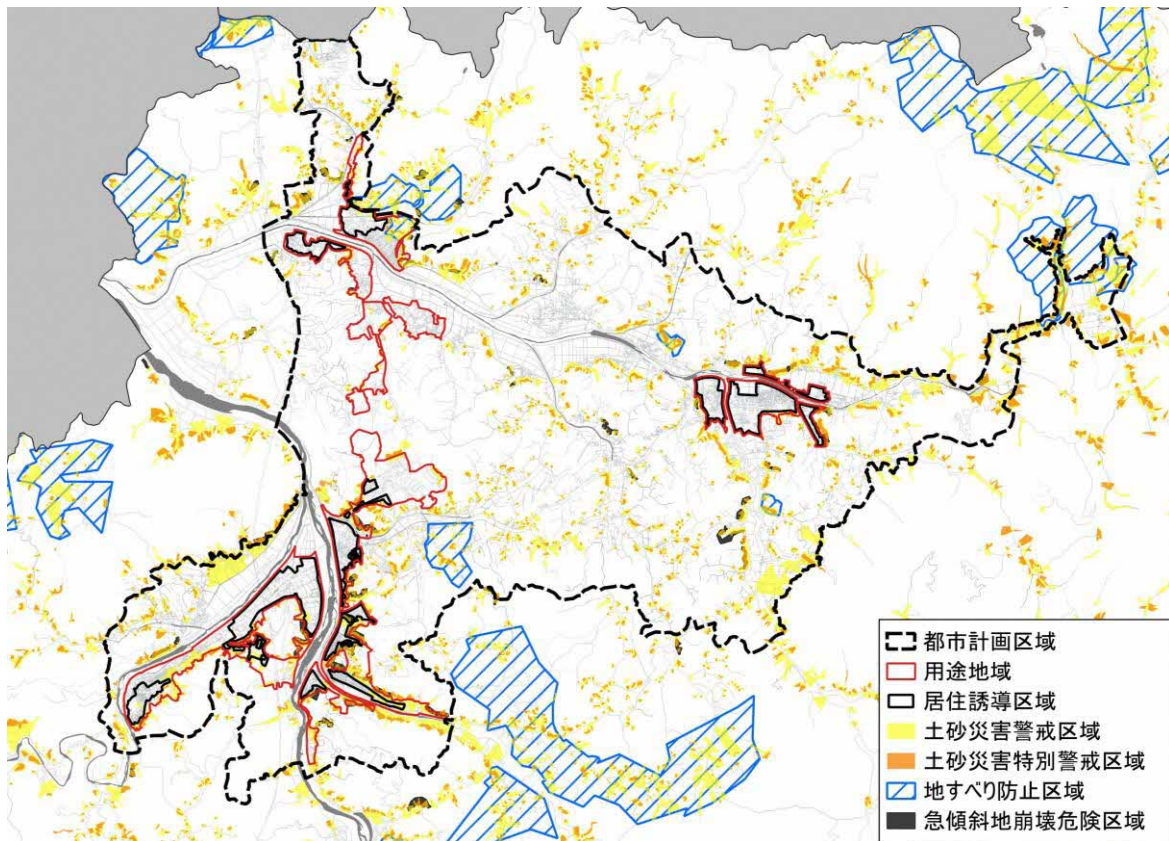 都市計画区域
用途地域
居住誘導区域
土砂災害警戒区域
土砂災害特別警戒区域
地すべり防止区域
急傾斜地崩壊危険区域